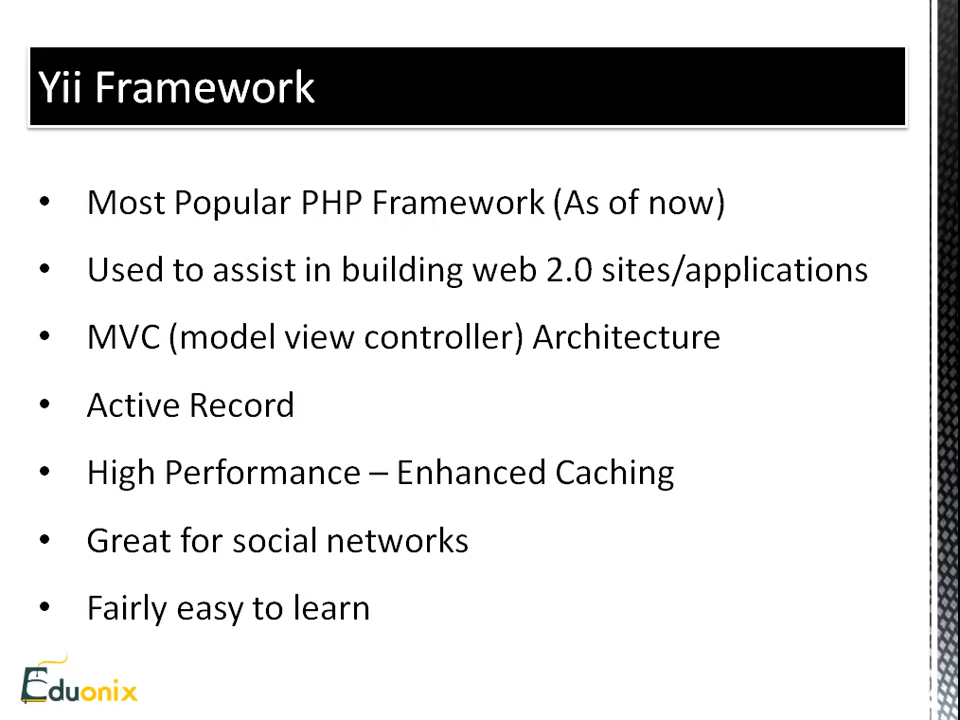 Yii Framework
• Most Popular PHP Framework (As of now)
• Used to assist in building web 2.0 sites/applications
• MVC (model view controller) Architecture
• Active Record
• High Performance – Enhanced Caching
• Great for social networks
• Fairly easy to learn
Eduonix